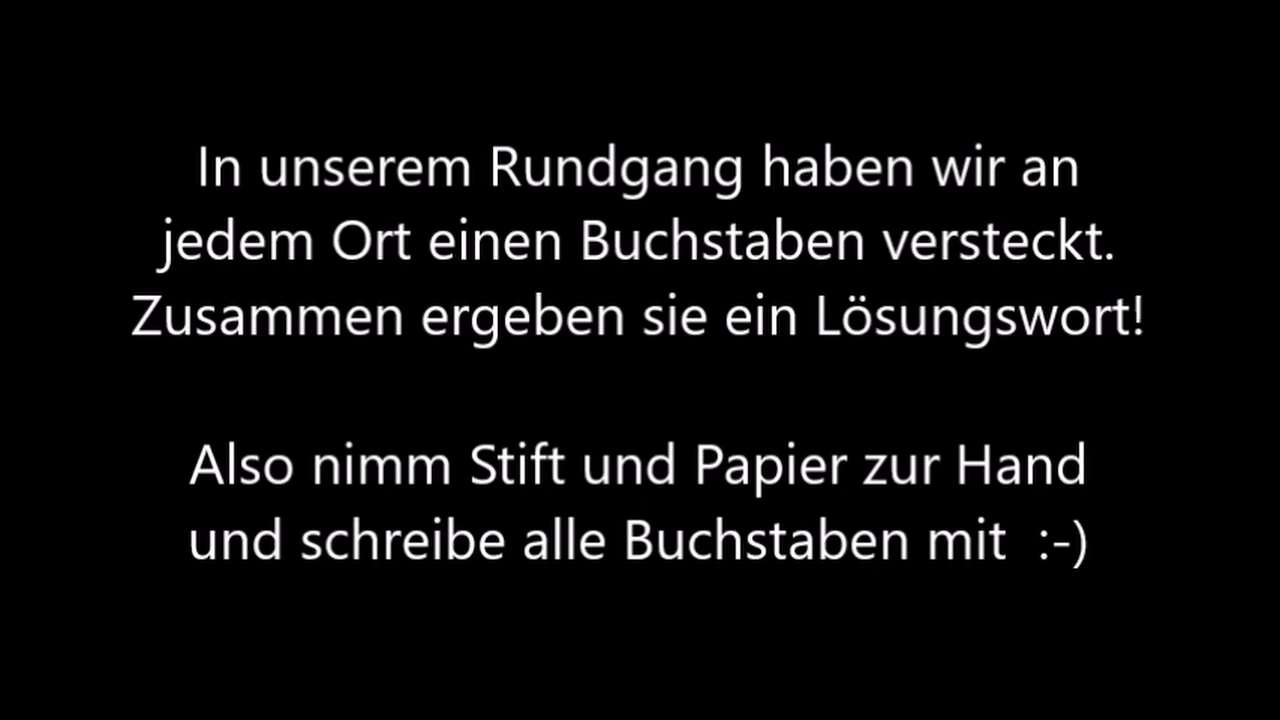 In unserem Rundgang haben wir an
jedem Ort einen Buchstaben versteckt.
Zusammen ergeben sie ein Lösungswort!
Also nimm Stift und Papier zur Hand
und schreibe alle Buchstaben mit  :-)